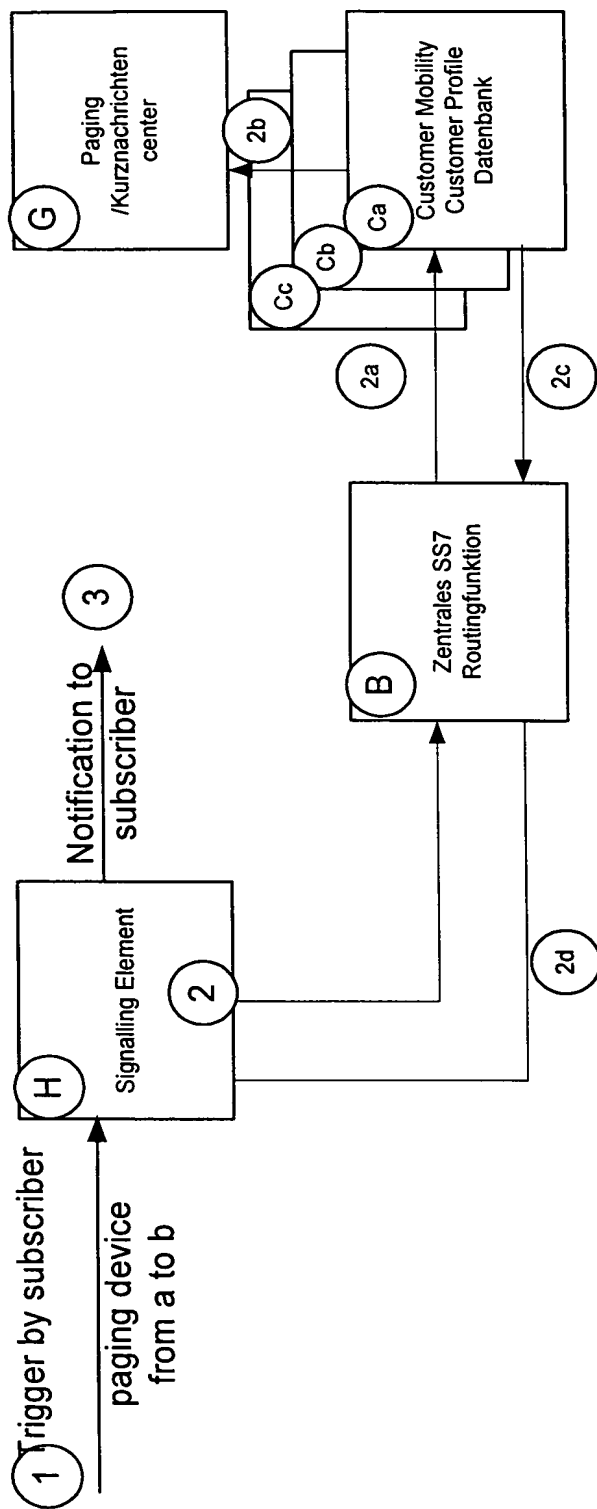 1
Trigger by subscriber
paging device
from a to b
H
Signalling Element
2
Notification to
subscriber
3
2d
B
Zentrales SS7
Routingfunktion
2a
2c
Cc
Cb
Ca
Customer Mobility
Customer Profile
Datenbank
2b
G
Paging
/Kurznachrichten
center